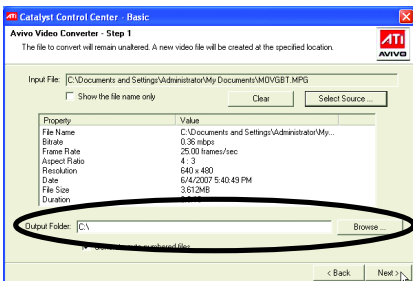 ATI Catalyst Control Center - Basic
Avivo Video Converter - Step 1
The file to convert will remain unaltered. A new video file will be created at the specified location.
ATI
AVIVO
Input File: C:\Documents and Settings\Administrator\My Documents\MOVGBT.MPG
Show the file name only
Clear
Select Source ...
Property Value
File Name C:\Documents and Settings\Administrator\My...
Bitrate 0.36 mbps
Frame Rate 25.00 frames/sec
Aspect Ratio 4 : 3
Resolution 640 x 480
Date 6/4/2007 5:40:49 PM
File Size 3.612MB
Duration
Output Folder: C:\
Browse ...
numbered files
< Back
Next >